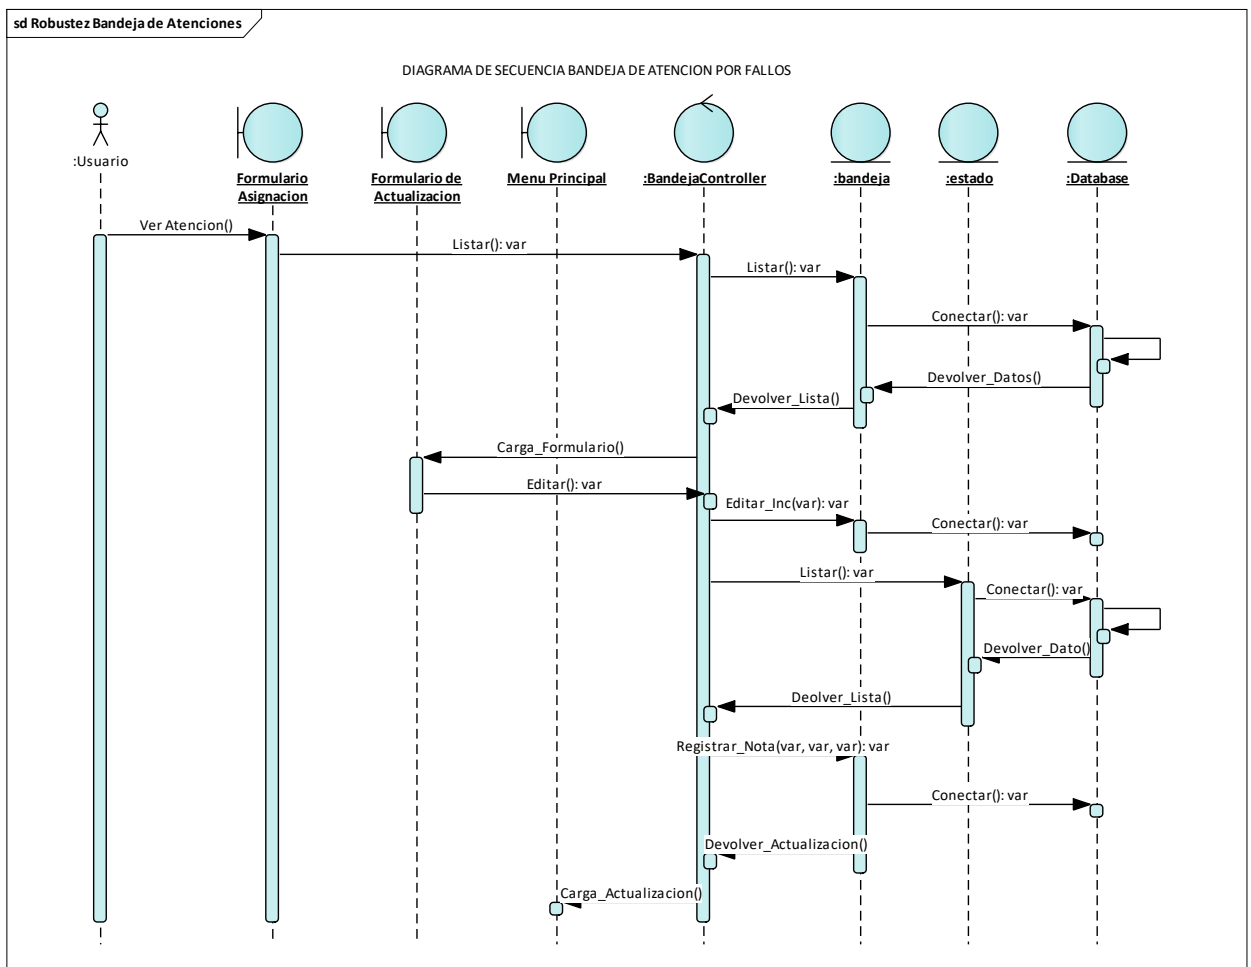 sd Robustez Bandeja de Atenciones
DIAGRAMA DE SECUENCIA BANDEJA DE ATENCION POR FALLOS
:Usuario
Formulario
Asignacion
Formulario de
Actualizacion
Menu Principal
:BandejaController
:bandeja
:estado
:Database
Ver Atencion()
Listar(): var
Listar(): var
Conectar(): var
Devolver_Datos()
Devolver_Lista()
Carga_Formulario()
Editar(): var
Editar_Inc(var): var
Conectar(): var
Listar(): var
Conectar(): var
Devolver_Dato()
Deolver_Lista()
Registrar_Nota(var, var, var): var
Conectar(): var
Devolver_Actualizacion()
Carga_Actualizacion()